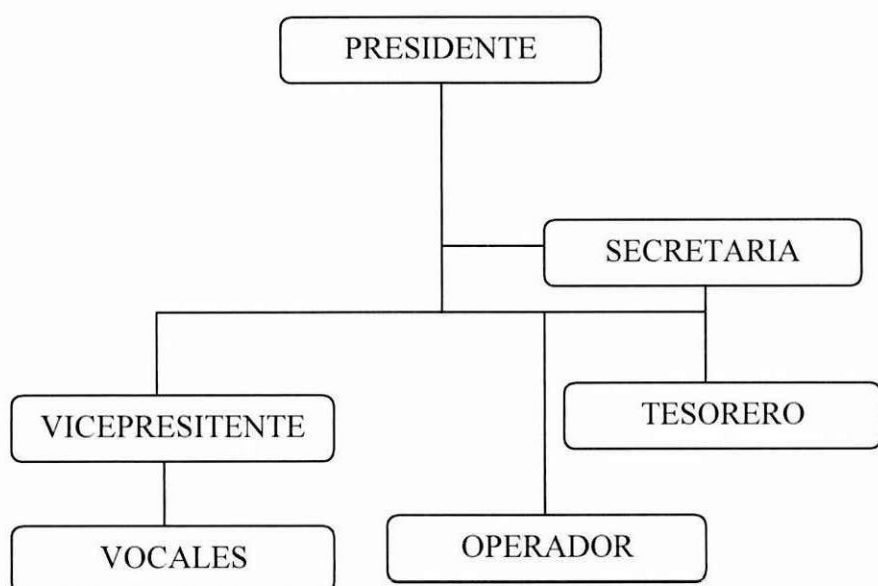 PRESIDENTE
SECRETARIA
VICEPRESITENTE
TESORERO
VOCALES
OPERADOR